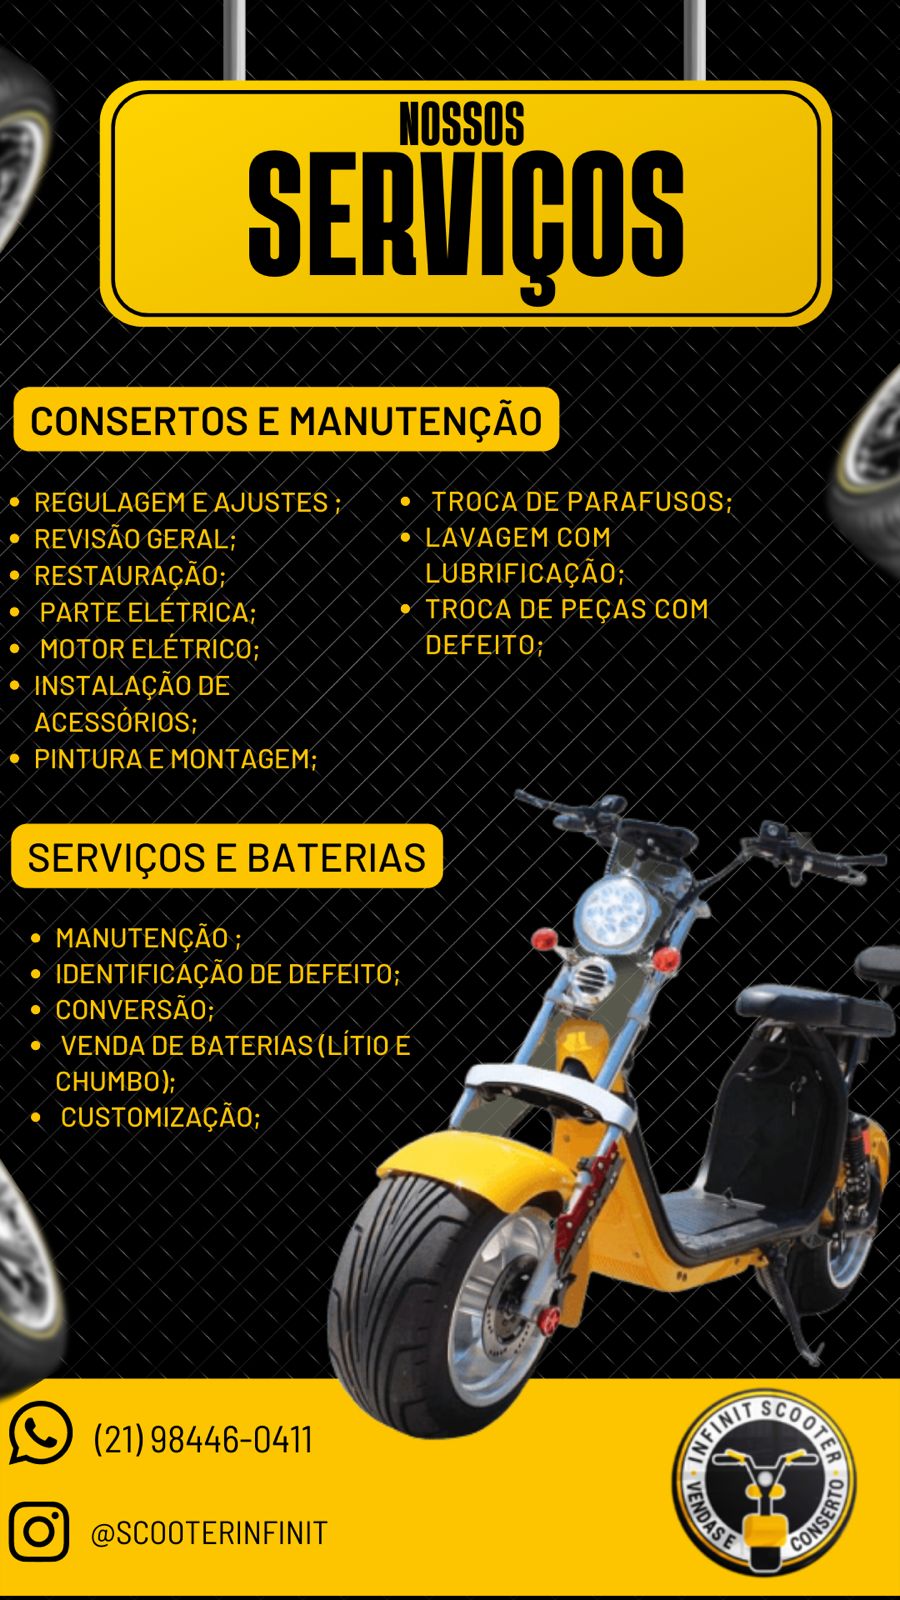 NOSSOS
SERVIÇOS
CONSERTOS E MANUTENÇÃO
REGULAGEM E AJUSTES ;
REVISÃO GERAL;
RESTAURAÇÃO;
PARTE ELÉTRICA;
MOTOR ELÉTRICO;
INSTALAÇÃO DE
ACESSÓRIOS;
PINTURA E MONTAGEM;
TROCA DE PARAFUSOS;
LAVAGEM COM
LUBRIFICAÇÃO;
TROCA DE PEÇAS COM
DEFEITO;
SERVIÇOS E BATERIAS
MANUTENÇÃO ;
IDENTIFICAÇÃO DE DEFEITO;
CONVERSÃO;
VENDA DE BATERIAS (LÍTIO E
CHUMBO);
CUSTOMIZAÇÃO;
(21) 98446-0411
@SCOOTERINFINIT
INFINIT SCOOTER
VENDAS E CONSERTO